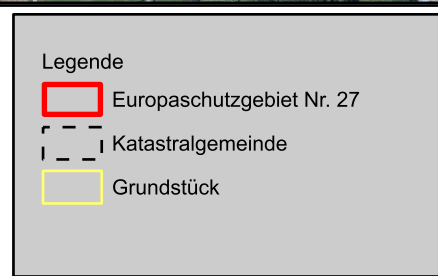 Legende
Europaschutzgebiet Nr. 27
Katastralgemeinde
Grundstück